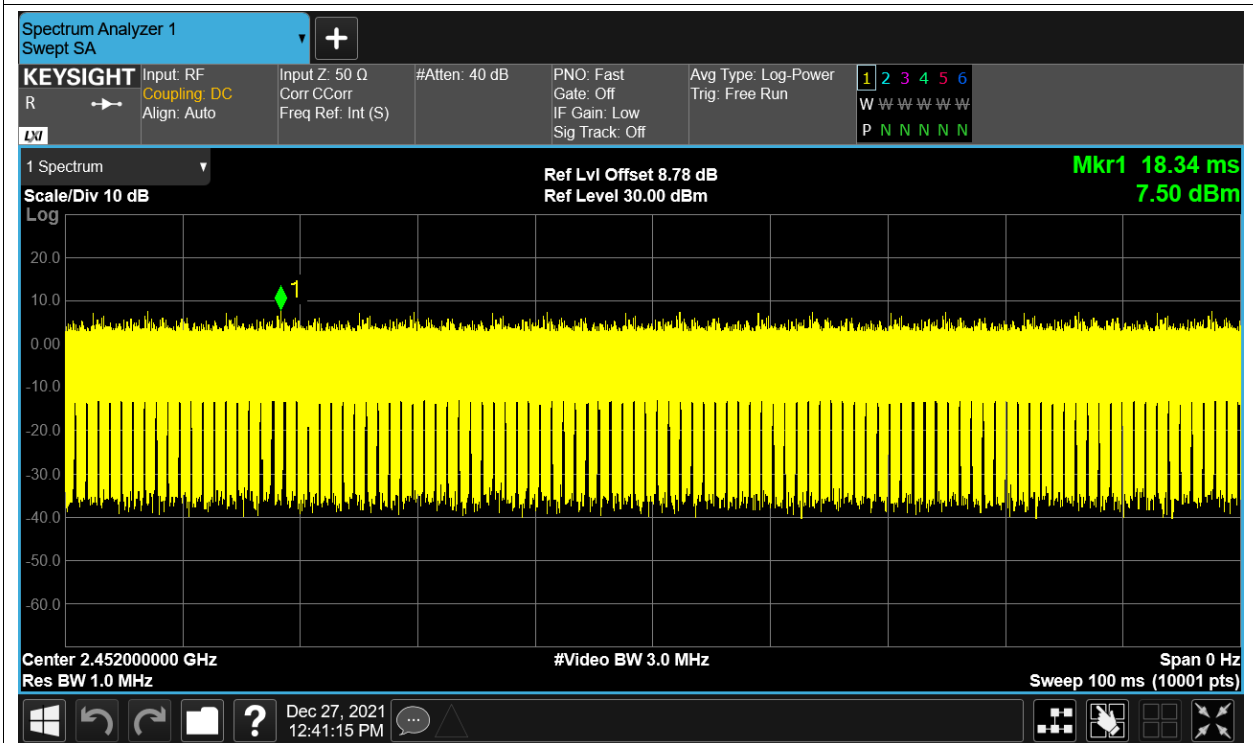 Spectrum Analyzer 1
Swept SA
+
KEYSIGHT
R
LXI
Input: RF
Coupling: DC
Align: Auto
Input Z: 50 Ω
Corr CCorr
Freq Ref: Int (S)
#Atten: 40 dB
PNO: Fast
Gate: Off
IF Gain: Low
Sig Track: Off
Avg Type: Log-Power
Trig: Free Run
1 2 3 4 5 6
W W W W W W
P N N N N N
1 Spectrum
Scale/Div 10 dB
Log
Ref Lvl Offset 8.78 dB
Ref Level 30.00 dBm
Mkr1 18.34 ms
7.50 dBm
1
20.0
10.0
0.00
-10.0
-20.0
-30.0
-40.0
-50.0
-60.0
Center 2.452000000 GHz
#Video BW 3.0 MHz
Span 0 Hz
Res BW 1.0 MHz
Sweep 100 ms (10001 pts)
?
Dec 27, 2021
12:41:15 PM